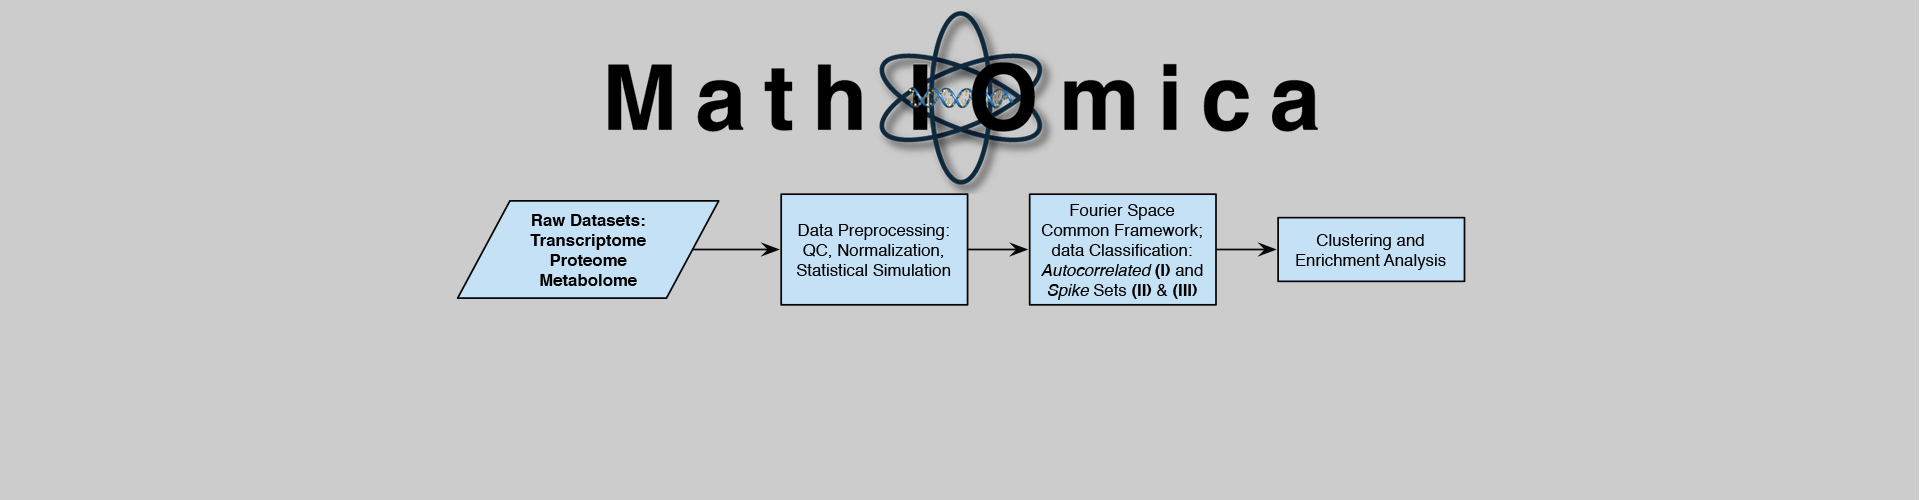 MathIOmica
Raw Datasets:
Transcriptome
Proteome
Metabolome
Data Preprocessing:
QC, Normalization,
Statistical Simulation
Fourier Space
Common Framework;
data Classification:
Autocorrelated (I) and
Spike Sets (II) & (III)
Clustering and
Enrichment Analysis